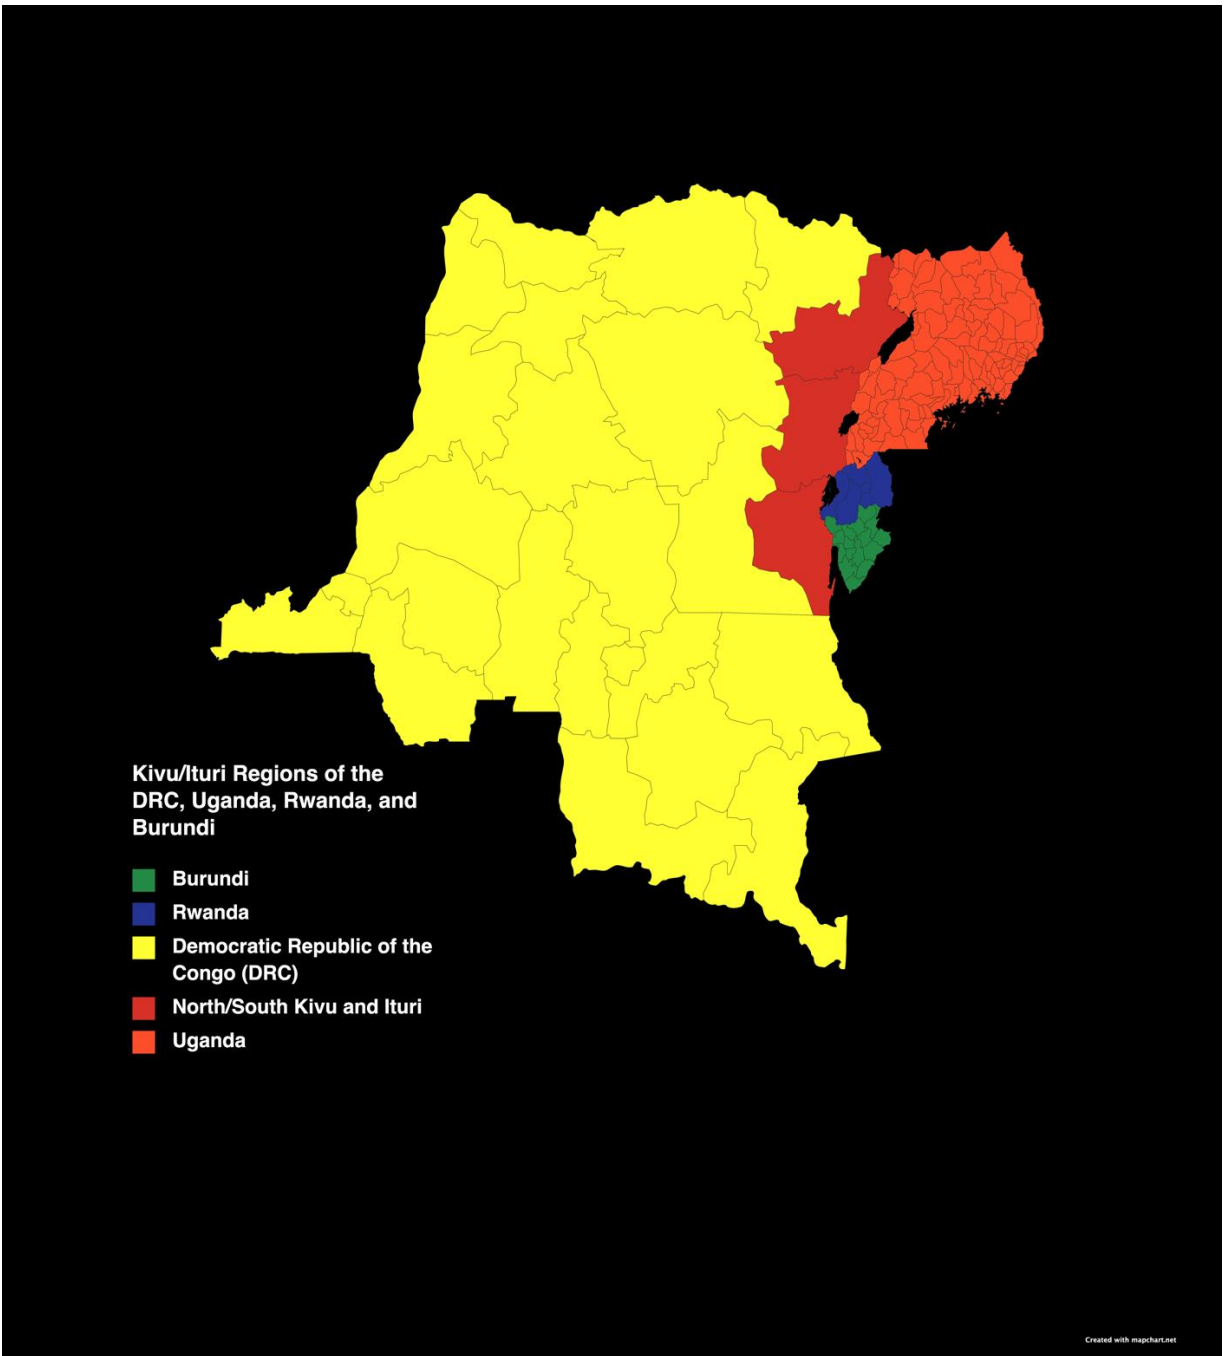 Kivu/Ituri Regions of the
DRC, Uganda, Rwanda, and
Burundi
Burundi
Rwanda
Democratic Republic of the
Congo (DRC)
North/South Kivu and Ituri
Uganda
Created with mapchart.net